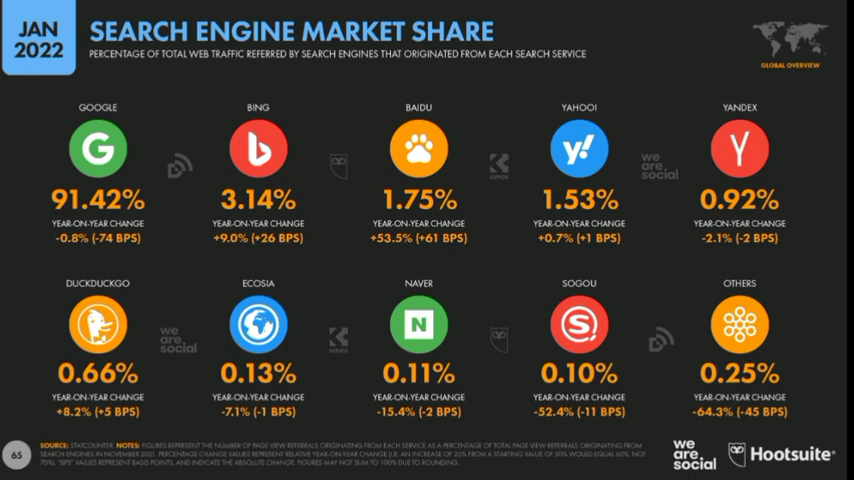 JAN
2022
SEARCH ENGINE MARKET SHARE
PERCENTAGE OF TOTAL WEB TRAFFIC REFERRED BY SEARCH ENGINES THAT ORIGINATED FROM EACH SEARCH SERVICE
GLOBAL OVERVIEW
GOOGLE BING BAIDU YAHOO! YANDEX
G b y! Y
we are social
KEPIOS
91.42% 3.14% 1.75% 1.53% 0.92%
YEAR-ON-YEAR CHANGE YEAR-ON-YEAR CHANGE YEAR-ON-YEAR CHANGE YEAR-ON-YEAR CHANGE YEAR-ON-YEAR CHANGE
-0.8% (-74 BPS) +9.0% (+26 BPS) +53.5% (+61 BPS) +0.7% (+1 BPS) -2.1% (-2 BPS)
DUCKDUCKGO ECOSIA NAVER SOGOU OTHERS
N S
we are social
KEPIOS
0.66% 0.13% 0.11% 0.10% 0.25%
YEAR-ON-YEAR CHANGE YEAR-ON-YEAR CHANGE YEAR-ON-YEAR CHANGE YEAR-ON-YEAR CHANGE YEAR-ON-YEAR CHANGE
+8.2% (+5 BPS) -7.1% (-1 BPS) -15.4% (-2 BPS) -52.4% (-11 BPS) -64.3% (-45 BPS)
65
SOURCE: STATCOUNTER. NOTES: FIGURES REPRESENT THE NUMBER OF PAGE VIEW REFERRALS ORIGINATING FROM EACH SERVICE AS A PERCENTAGE OF TOTAL PAGE VIEW REFERRALS ORIGINATING FROM
SEARCH ENGINES IN NOVEMBER 2021. PERCENTAGE CHANGE VALUES REPRESENT RELATIVE YEAR-ON-YEAR CHANGE (I.E. AN INCREASE OF 20% FROM A STARTING VALUE OF 50% WOULD EQUAL 60%, NOT
70%). "BPS" VALUES REPRESENT BASIS POINTS, AND INDICATE THE ABSOLUTE CHANGE. FIGURES MAY NOT SUM TO 100% DUE TO ROUNDING.
we
are
social
Hootsuite®